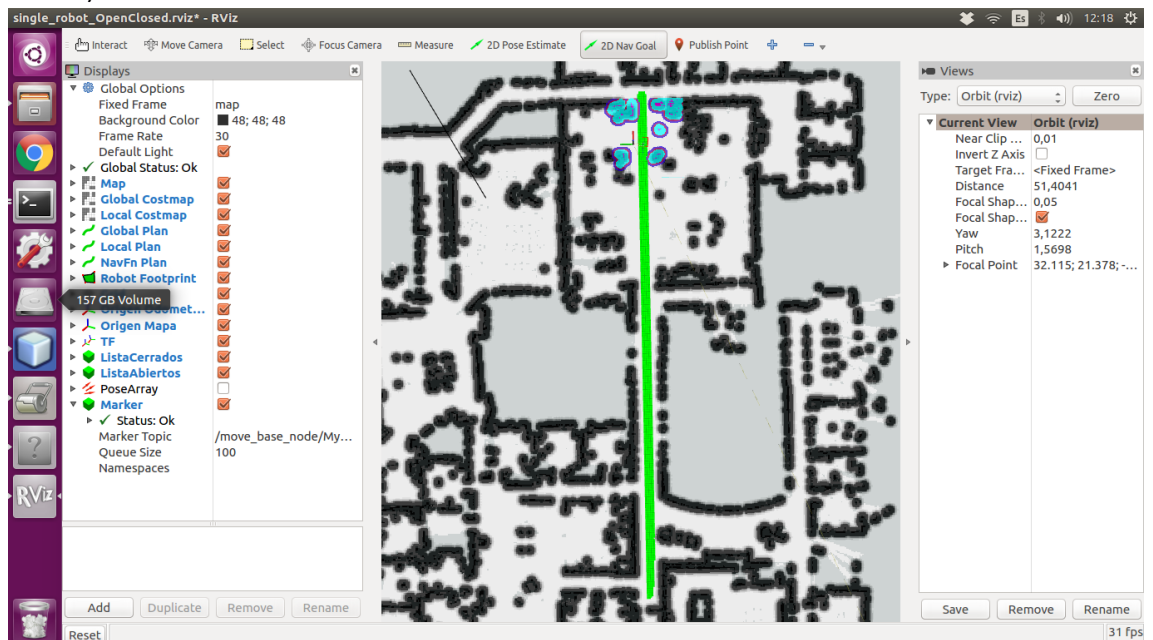 single_robot_OpenClosed.rviz* - RViz
Es
12:18
Interact
Move Camera
Select
Focus Camera
Measure
2D Pose Estimate
2D Nav Goal
Publish Point
Displays
Global Options
Fixed Frame map
Background Color 48; 48; 48
Frame Rate 30
Default Light
Global Status: Ok
Map
Global Costmap
Local Costmap
Global Plan
Local Plan
NavFn Plan
Robot Footprint
157 GB Volume
Origen Mapa
TF
ListaCerrados
ListaAbiertos
PoseArray
Marker
Status: Ok
Marker Topic /move_base_node/My...
Queue Size 100
Namespaces
Add
Duplicate
Remove
Rename
Reset
Views
Type: Orbit (rviz)
Zero
Current View Orbit (rviz)
Near Clip ... 0,01
Invert Z Axis
Target Fra... <Fixed Frame>
Distance 51,4041
Focal Shap... 0,05
Focal Shap...
Yaw 3,1222
Pitch 1,5698
Focal Point 32.115; 21.378; -...
Save
Remove
Rename
31 fps
RViz